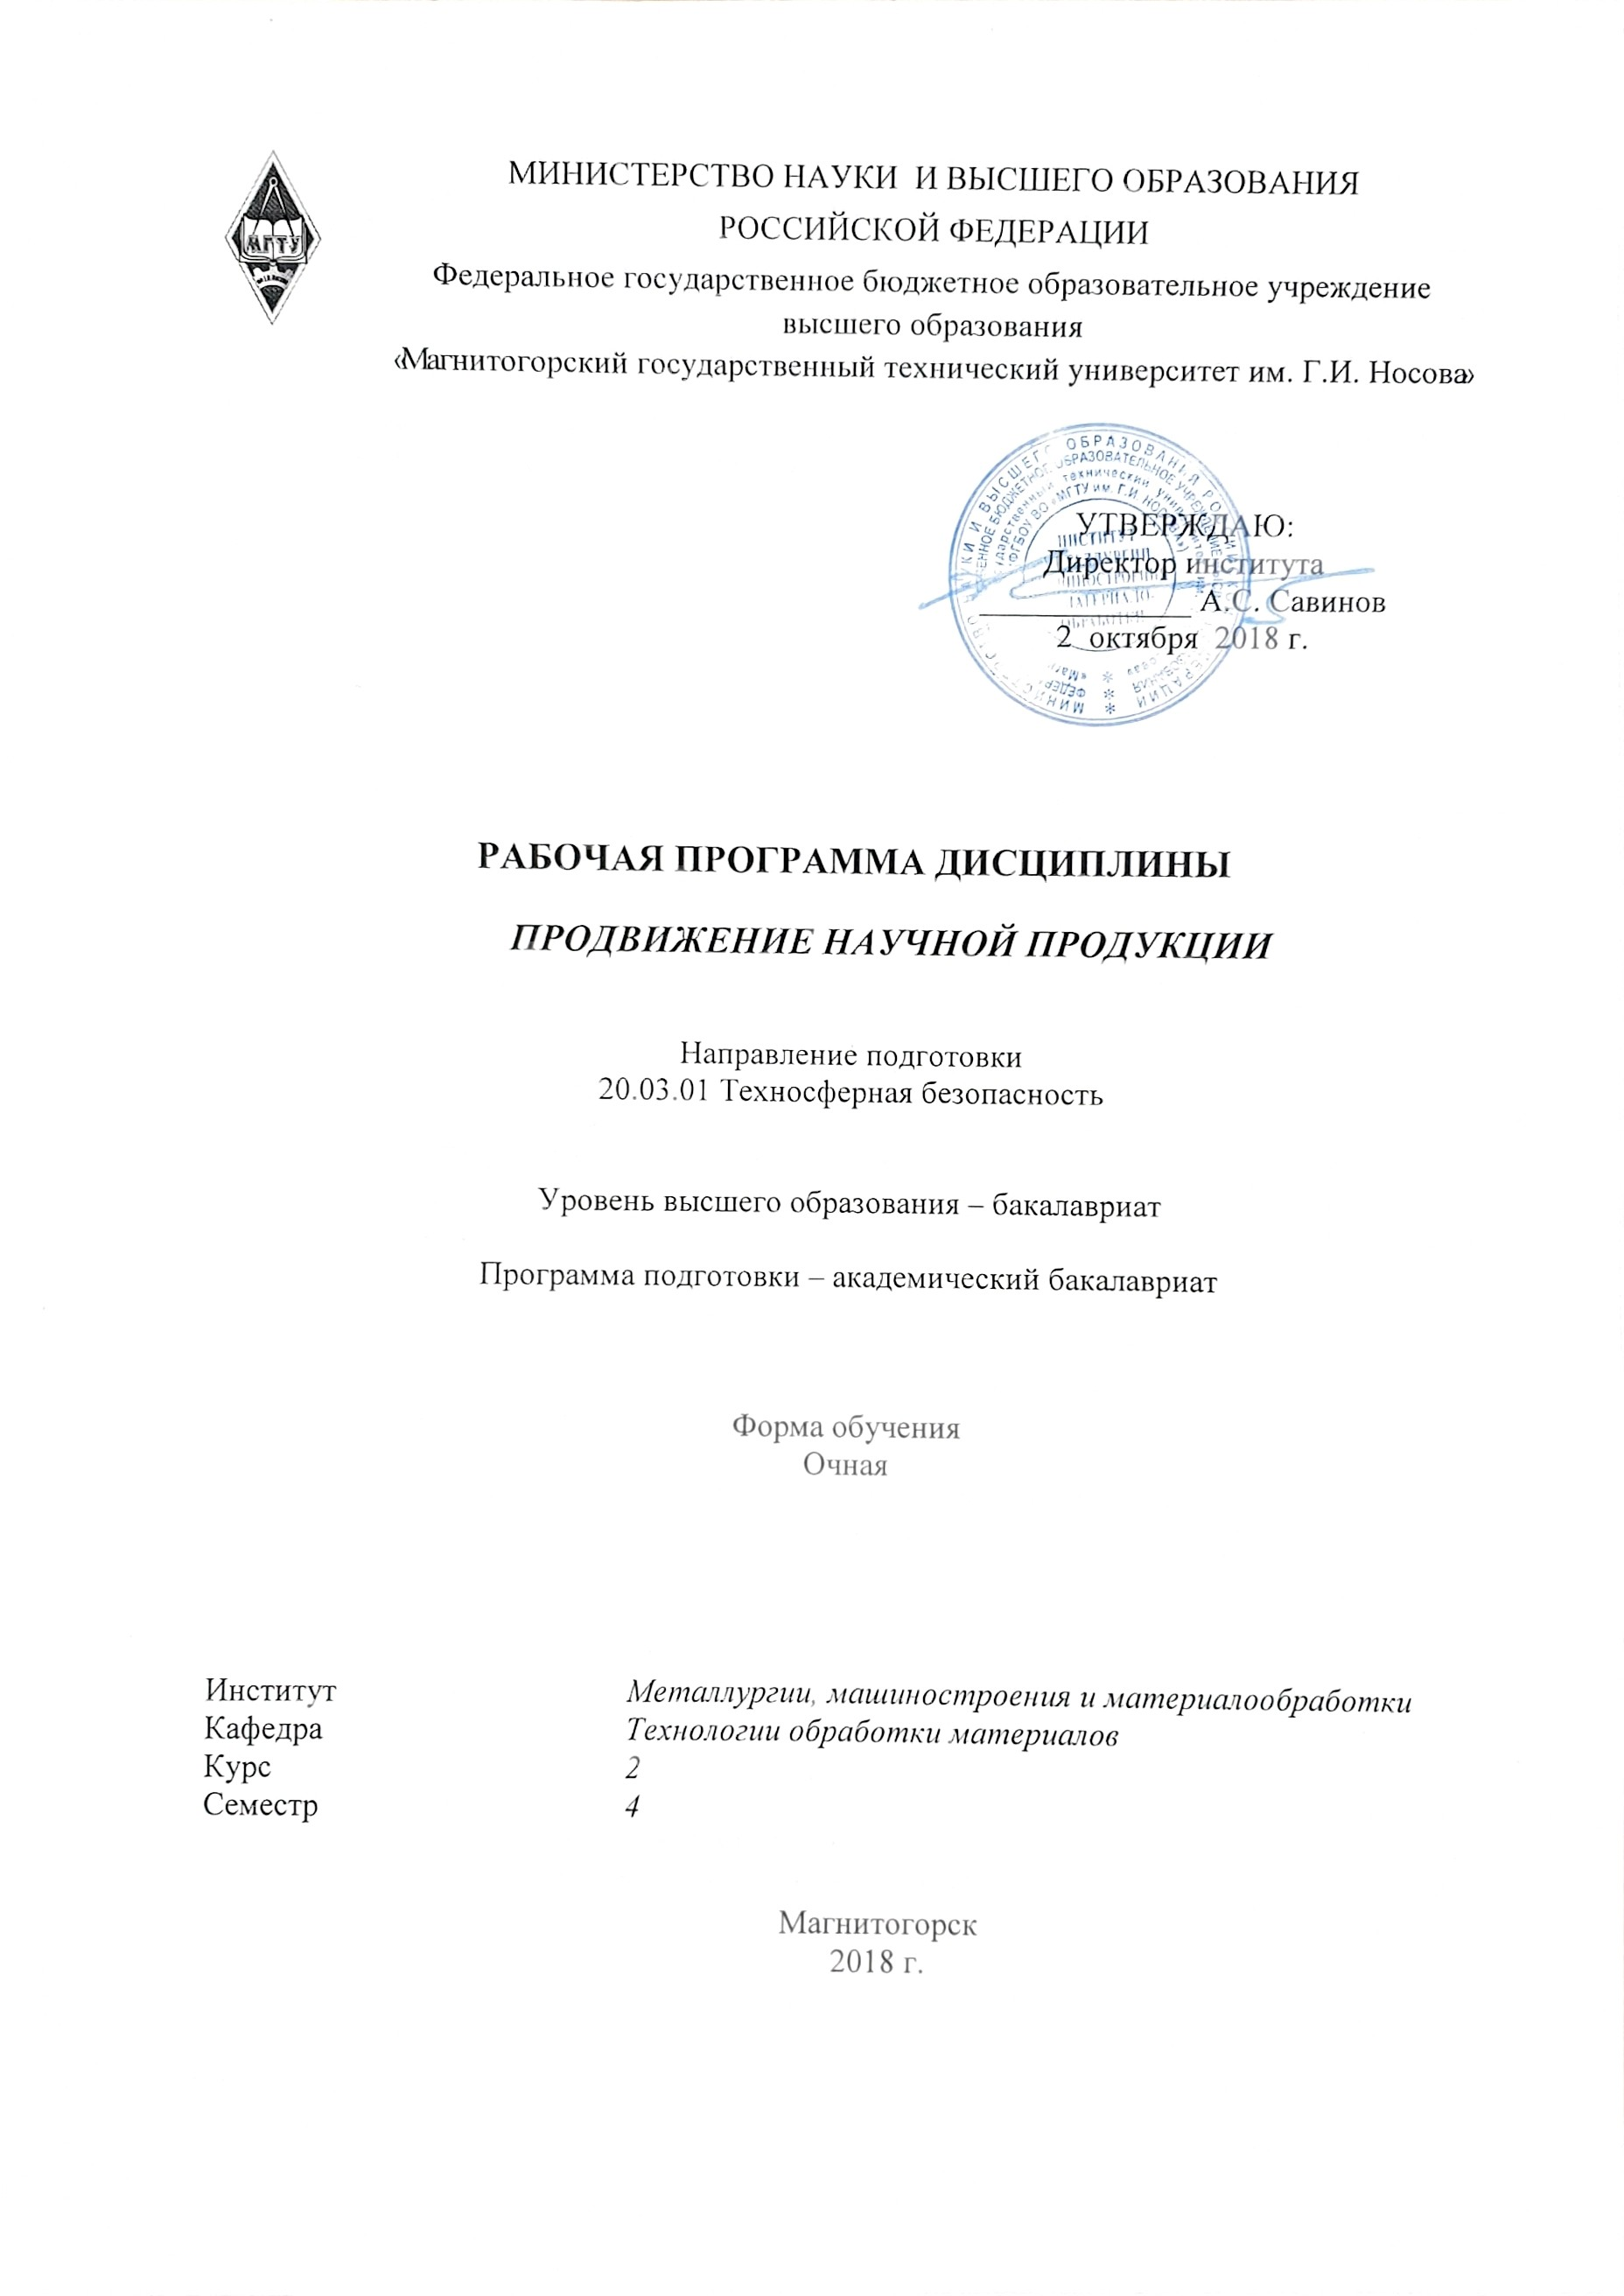 МИНИСТЕРСТВО НАУКИ И ВЫСШЕГО ОБРАЗОВАНИЯ
РОССИЙСКОЙ ФЕДЕРАЦИИ
Федеральное государственное бюджетное образовательное учреждение
высшего образования
«Магнитогорский государственный технический университет им. Г.И. Носова»
МГТУ
УТВЕРЖДАЮ:
Директор института
А.С. Савинов
2 октября 2018 г.
РАБОЧАЯ ПРОГРАММА ДИСЦИПЛИНЫ
ПРОДВИЖЕНИЕ НАУЧНОЙ ПРОДУКЦИИ
Направление подготовки
20.03.01 Техносферная безопасность
Уровень высшего образования – бакалавриат
Программа подготовки – академический бакалавриат
Форма обучения
Очная
Институт Металлургии, машиностроения и материалообработки
Кафедра Технологии обработки материалов
Курс 2
Семестр 4
Магнитогорск
2018 г.